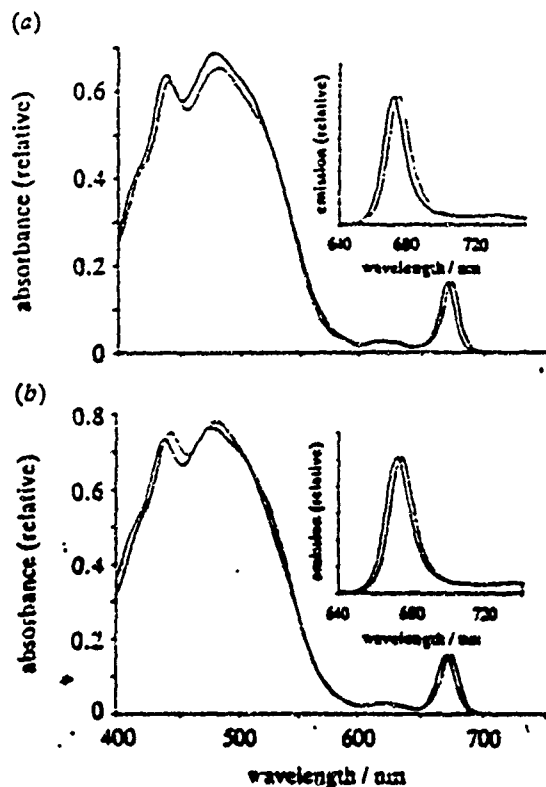 (a)
0.6
0.4
0.2
0
absorbance (relative)
emission (relative)
640 680 720
wavelength / nm
(b)
0.8
0.6
0.4
0.2
0
absorbance (relative)
emission (relative)
640 680 720
wavelength / nm
400 500 600 700
wavelength / nm